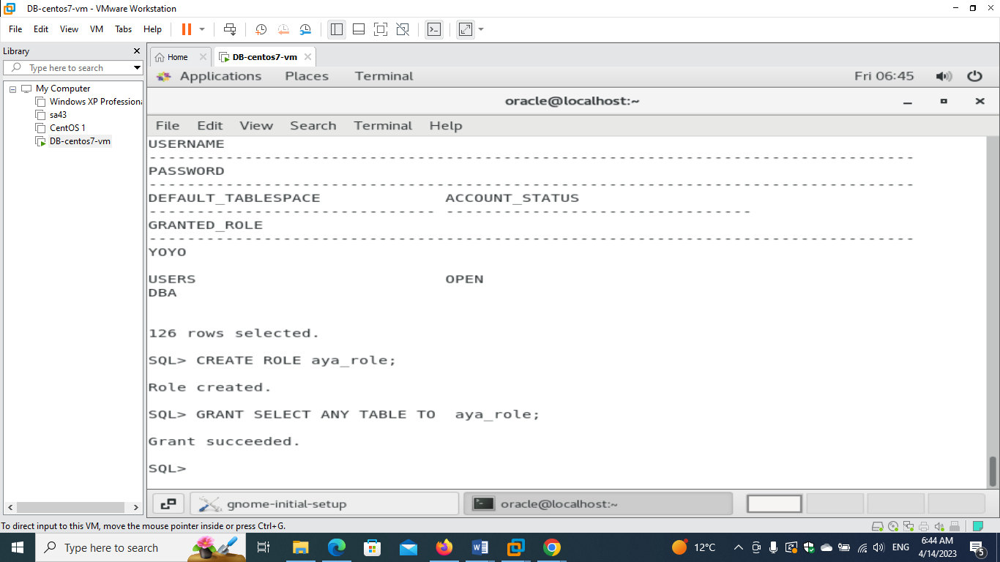 DB-centos7-vm - VMware Workstation
File Edit View VM Tabs Help
Library
Type here to search
My Computer
Windows XP Professiona
sa43
CentOS 1
DB-centos7-vm
Home DB-centos7-vm
Applications Places Terminal Fri 06:45
oracle@localhost:~
File Edit View Search Terminal Help
USERNAME
--------------------------------------------------------------------------------
PASSWORD
--------------------------------------------------------------------------------
DEFAULT_TABLESPACE ACCOUNT_STATUS
------------------------------ --------------------------------
GRANTED_ROLE
--------------------------------------------------------------------------------
YOYO
USERS OPEN
DBA
126 rows selected.
SQL> CREATE ROLE aya_role;
Role created.
SQL> GRANT SELECT ANY TABLE TO  aya_role;
Grant succeeded.
SQL>
gnome-initial-setup oracle@localhost:~
To direct input to this VM, move the mouse pointer inside or press Ctrl+G.
Type here to search 12°C ENG 6:44 AM
4/14/2023 5